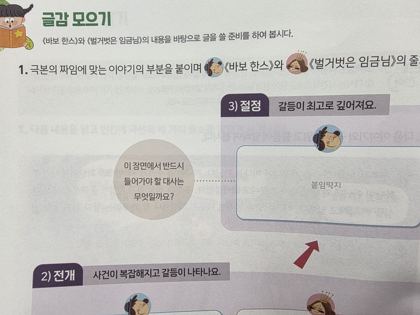 글감 모으기
《바보 한스》와 《벌거벗은 임금님》의 내용을 바탕으로 글을 쓸 준비를 하여 봅시다.
1. 극본의 짜임에 맞는 이야기의 부분을 붙이며 《바보 한스》와 《벌거벗은 임금님》의 줄
3) 절정 갈등이 최고로 깊어져요.
이 장면에서 반드시
들어가야 할 대사는
무엇일까요?
붙임딱지
2) 전개 사건이 복잡해지고 갈등이 나타나요.